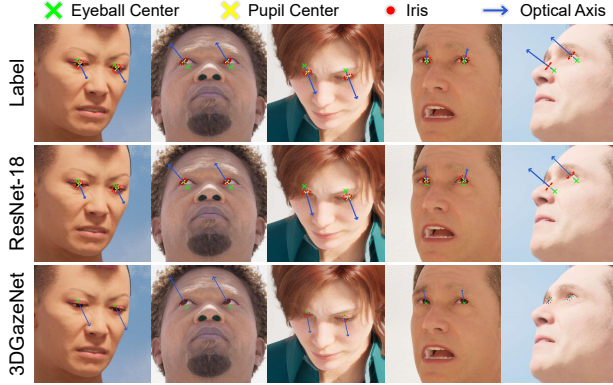 Eyeball Center Pupil Center Iris Optical Axis
Label
ResNet-18
3DGazeNet